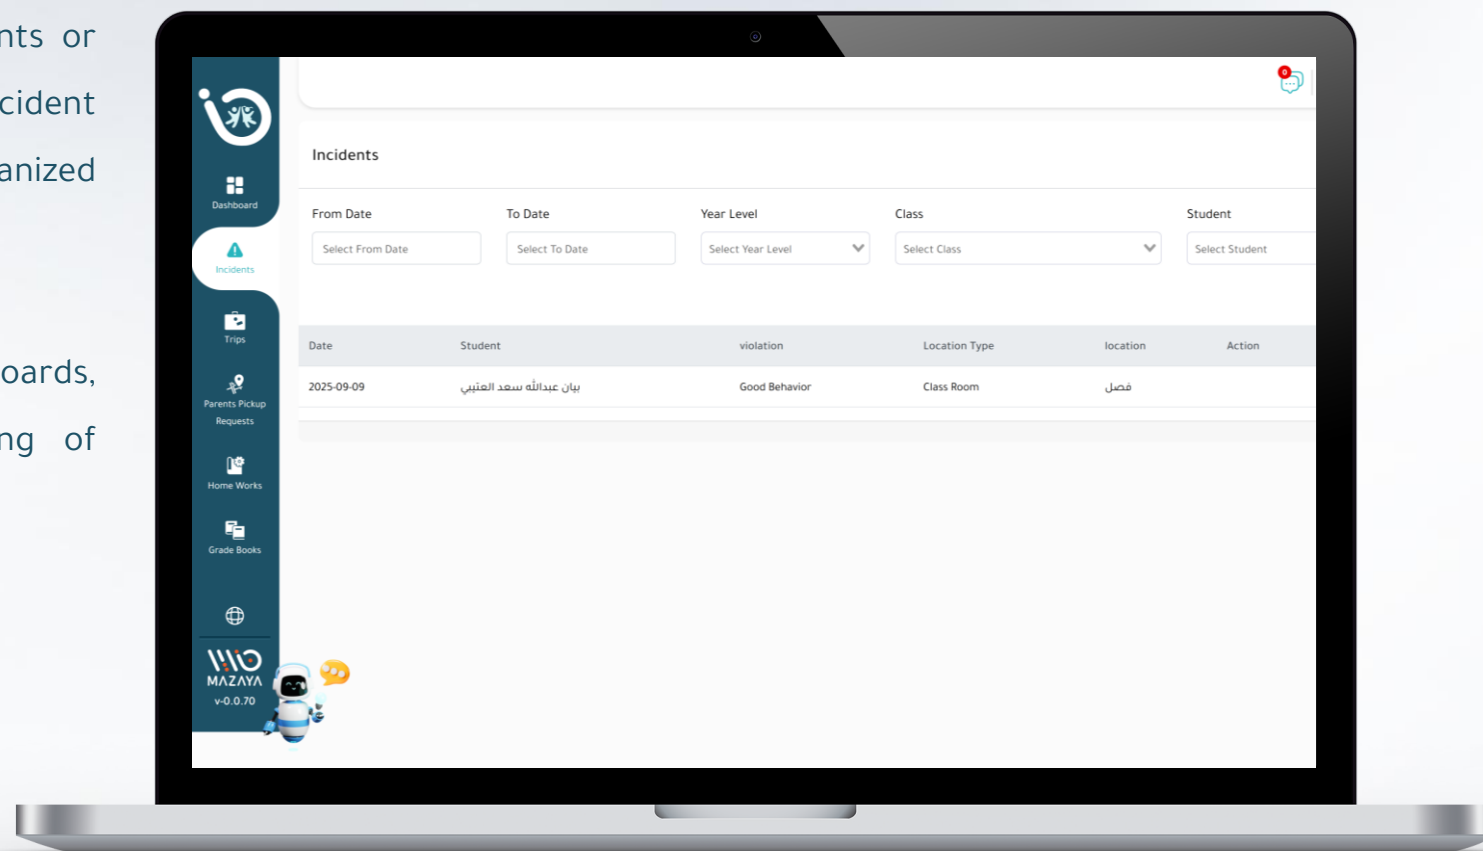 nts or
cident
anized
oards,
ng of
0
Incidents
From Date To Date Year Level Class Student
Select From Date Select To Date Select Year Level Select Class Select Student
Date Student violation Location Type location Action
2025-09-09 بيان عبدالله سعد العتيبي Good Behavior Class Room فصل
Dashboard
Incidents
Trips
Parents Pickup
Requests
Home Works
Grade Books
MAZAYA
v-0.0.70